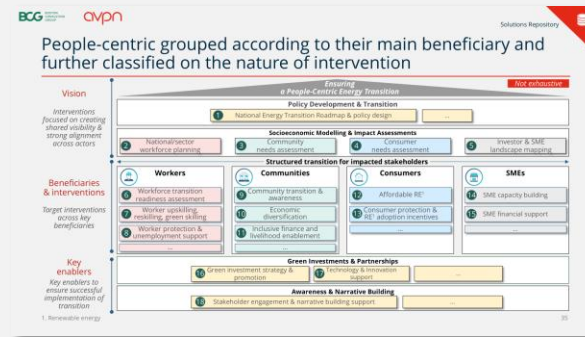 BCG
avpn
Solutions Repository
People-centric grouped according to their main beneficiary and
further classified on the nature of intervention
Not exhaustive
Ensuring
a People-Centric Energy Transition
Vision
Interventions
focused on creating
shared visibility &
strong alignment
across actors
Policy Development & Transition
1 National Energy Transition Roadmap & policy design
...
Socioeconomic Modelling & Impact Assessments
2 National/sector
workforce planning
3 Community
needs assessment
4 Consumer
needs assessment
5 Investor & SME
landscape mapping
Structured transition for impacted stakeholders
Beneficiaries
& interventions
Target interventions
across key
beneficiaries
Workers
6 Workforce transition
readiness assessment
7 Worker upskilling,
reskilling, green skilling
8 Worker protection &
unemployment support
...
Communities
9 Community transition &
awareness
10 Economic
diversification
11 Inclusive finance and
livelihood enablement
...
Consumers
12 Affordable RE¹
13 Consumer protection &
RE¹ adoption incentives
...
SMEs
14 SME capacity building
15 SME financial support
...
Key
enablers
Key enablers to
ensure successful
implementation of
transition
Green Investments & Partnerships
16 Green investment strategy &
promotion
17 Technology & Innovation
support
...
Awareness & Narrative Building
18 Stakeholder engagement & narrative building support
...
1. Renewable energy